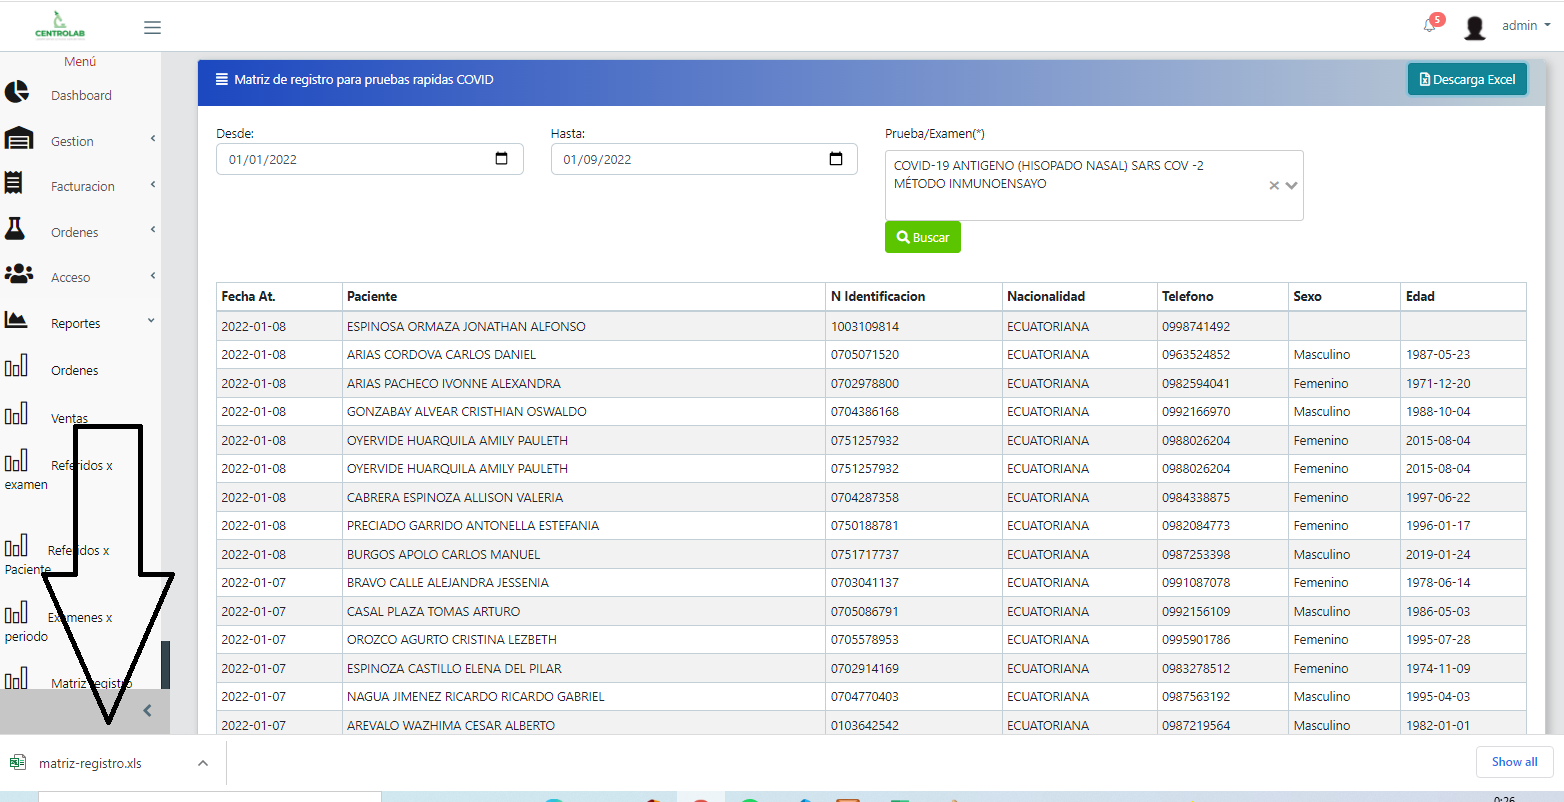 CENTROLAB
5
admin
Menú
Dashboard
Gestion
Facturacion
Ordenes
Acceso
Reportes
Ordenes
Ventas
Referidos x
examen
Referidos x
Paciente
Examenes x
periodo
Matriz registro
Matriz de registro para pruebas rapidas COVID
Descarga Excel
Desde: Hasta: Prueba/Examen(*)
01/01/2022 01/09/2022
COVID-19 ANTIGENO (HISOPADO NASAL) SARS COV -2
MÉTODO INMUNOENSAYO
Buscar
Fecha At. Paciente N Identificacion Nacionalidad Telefono Sexo Edad
2022-01-08 ESPINOSA ORMAZA JONATHAN ALFONSO 1003109814 ECUATORIANA 0998741492
2022-01-08 ARIAS CORDOVA CARLOS DANIEL 0705071520 ECUATORIANA 0963524852 Masculino 1987-05-23
2022-01-08 ARIAS PACHECO IVONNE ALEXANDRA 0702978800 ECUATORIANA 0982594041 Femenino 1971-12-20
2022-01-08 GONZABAY ALVEAR CRISTHIAN OSWALDO 0704386168 ECUATORIANA 0992166970 Masculino 1988-10-04
2022-01-08 OYERVIDE HUARQUILA AMILY PAULETH 0751257932 ECUATORIANA 0988026204 Femenino 2015-08-04
2022-01-08 OYERVIDE HUARQUILA AMILY PAULETH 0751257932 ECUATORIANA 0988026204 Femenino 2015-08-04
2022-01-08 CABRERA ESPINOZA ALLISON VALERIA 0704287358 ECUATORIANA 0984338875 Femenino 1997-06-22
2022-01-08 PRECIADO GARRIDO ANTONELLA ESTEFANIA 0750188781 ECUATORIANA 0982084773 Femenino 1996-01-17
2022-01-08 BURGOS APOLO CARLOS MANUEL 0751717737 ECUATORIANA 0987253398 Masculino 2019-01-24
2022-01-07 BRAVO CALLE ALEJANDRA JESSENIA 0703041137 ECUATORIANA 0991087078 Femenino 1978-06-14
2022-01-07 CASAL PLAZA TOMAS ARTURO 0705086791 ECUATORIANA 0992156109 Masculino 1986-05-03
2022-01-07 OROZCO AGURTO CRISTINA LEZBETH 0705578953 ECUATORIANA 0995901786 Femenino 1995-07-28
2022-01-07 ESPINOZA CASTILLO ELENA DEL PILAR 0702914169 ECUATORIANA 0983278512 Femenino 1974-11-09
2022-01-07 NAGUA JIMENEZ RICARDO RICARDO GABRIEL 0704770403 ECUATORIANA 0987563192 Masculino 1995-04-03
2022-01-07 AREVALO WAZHIMA CESAR ALBERTO 0103642542 ECUATORIANA 0987219564 Masculino 1982-01-01
matriz-registro.xls
Show all
0:26